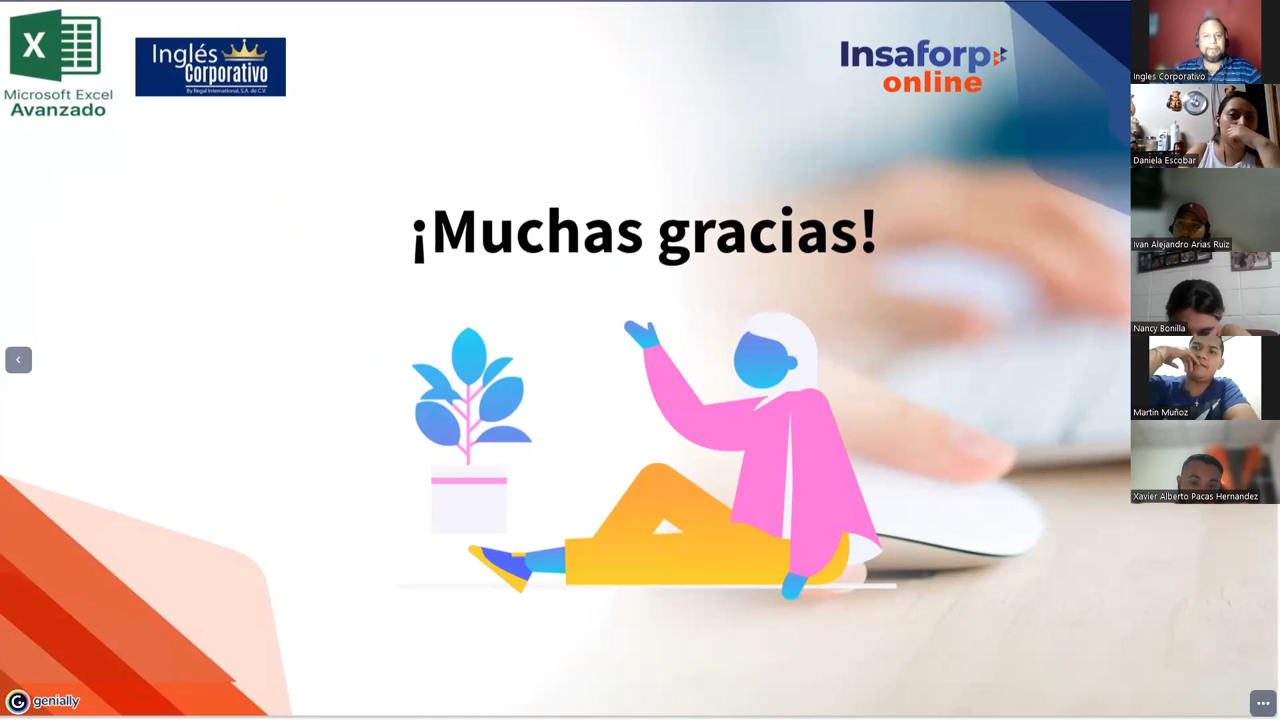 Microsoft Excel
Avanzado
Inglés
Corporativo
By Regal International, S.A. de C.V.
Insaforp
online
¡Muchas gracias!
genially
Ingles Corporativo
Daniela Escobar
Ivan Alejandro Arias Ruiz
Nancy Bonilla
Martin Muñoz
Xavier Alberto Pacas Hernandez